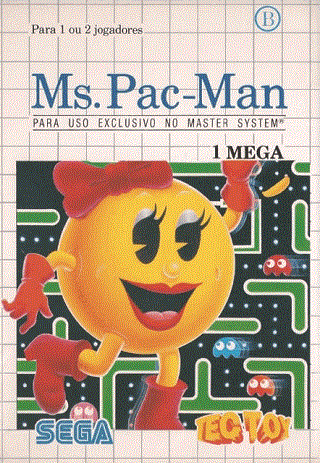 B
Para 1 ou 2 jogadores
Ms. Pac-Man
PARA USO EXCLUSIVO NO MASTER SYSTEM®
1 MEGA
SEGA
TEC TOY